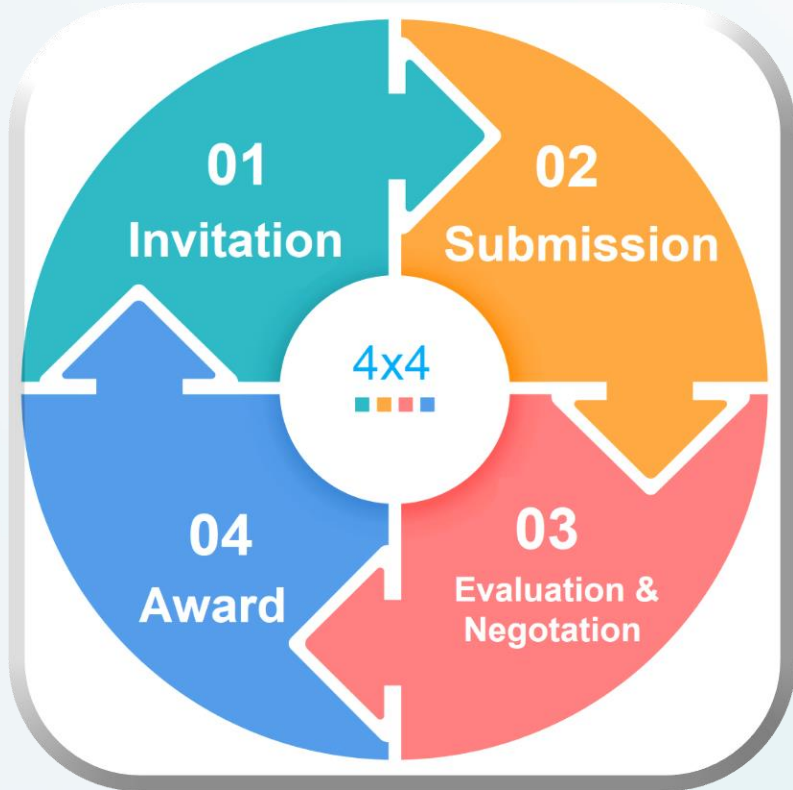 01
Invitation
02
Submission
4x4
03
Evaluation &
Negotation
04
Award